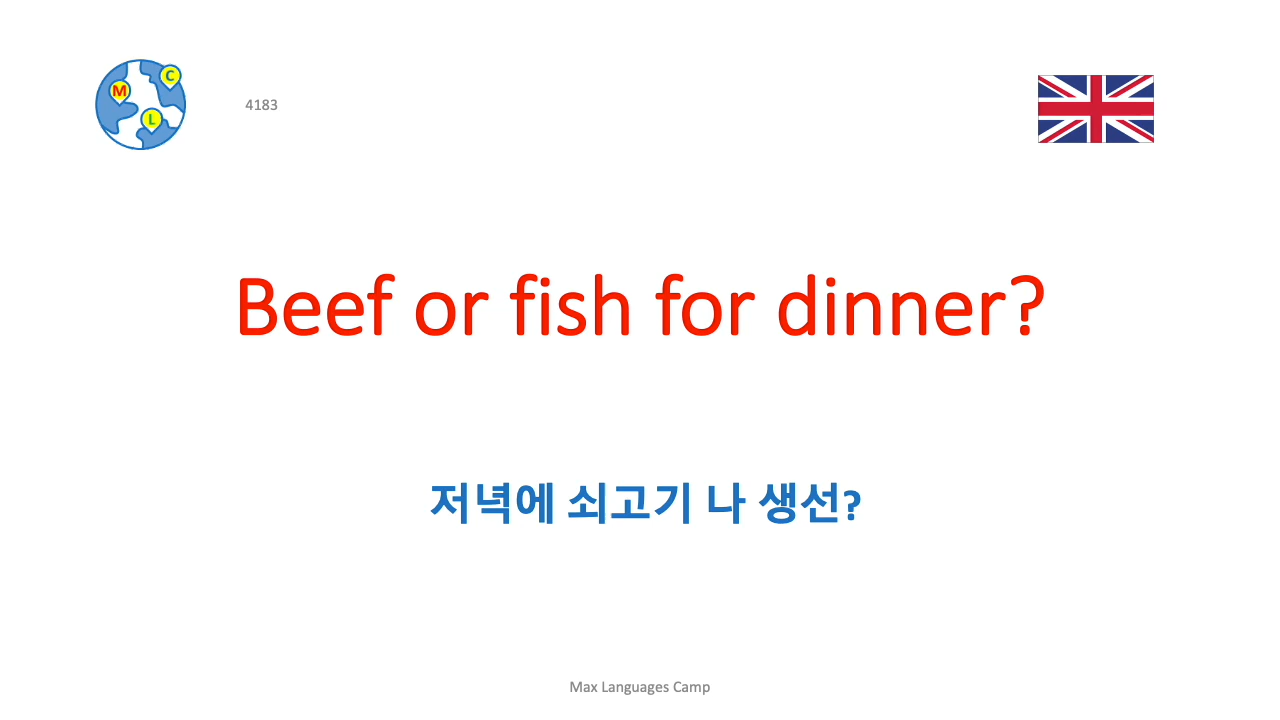 M
C
L
4183
Beef or fish for dinner?
저녁에 쇠고기 나 생선?
Max Languages Camp